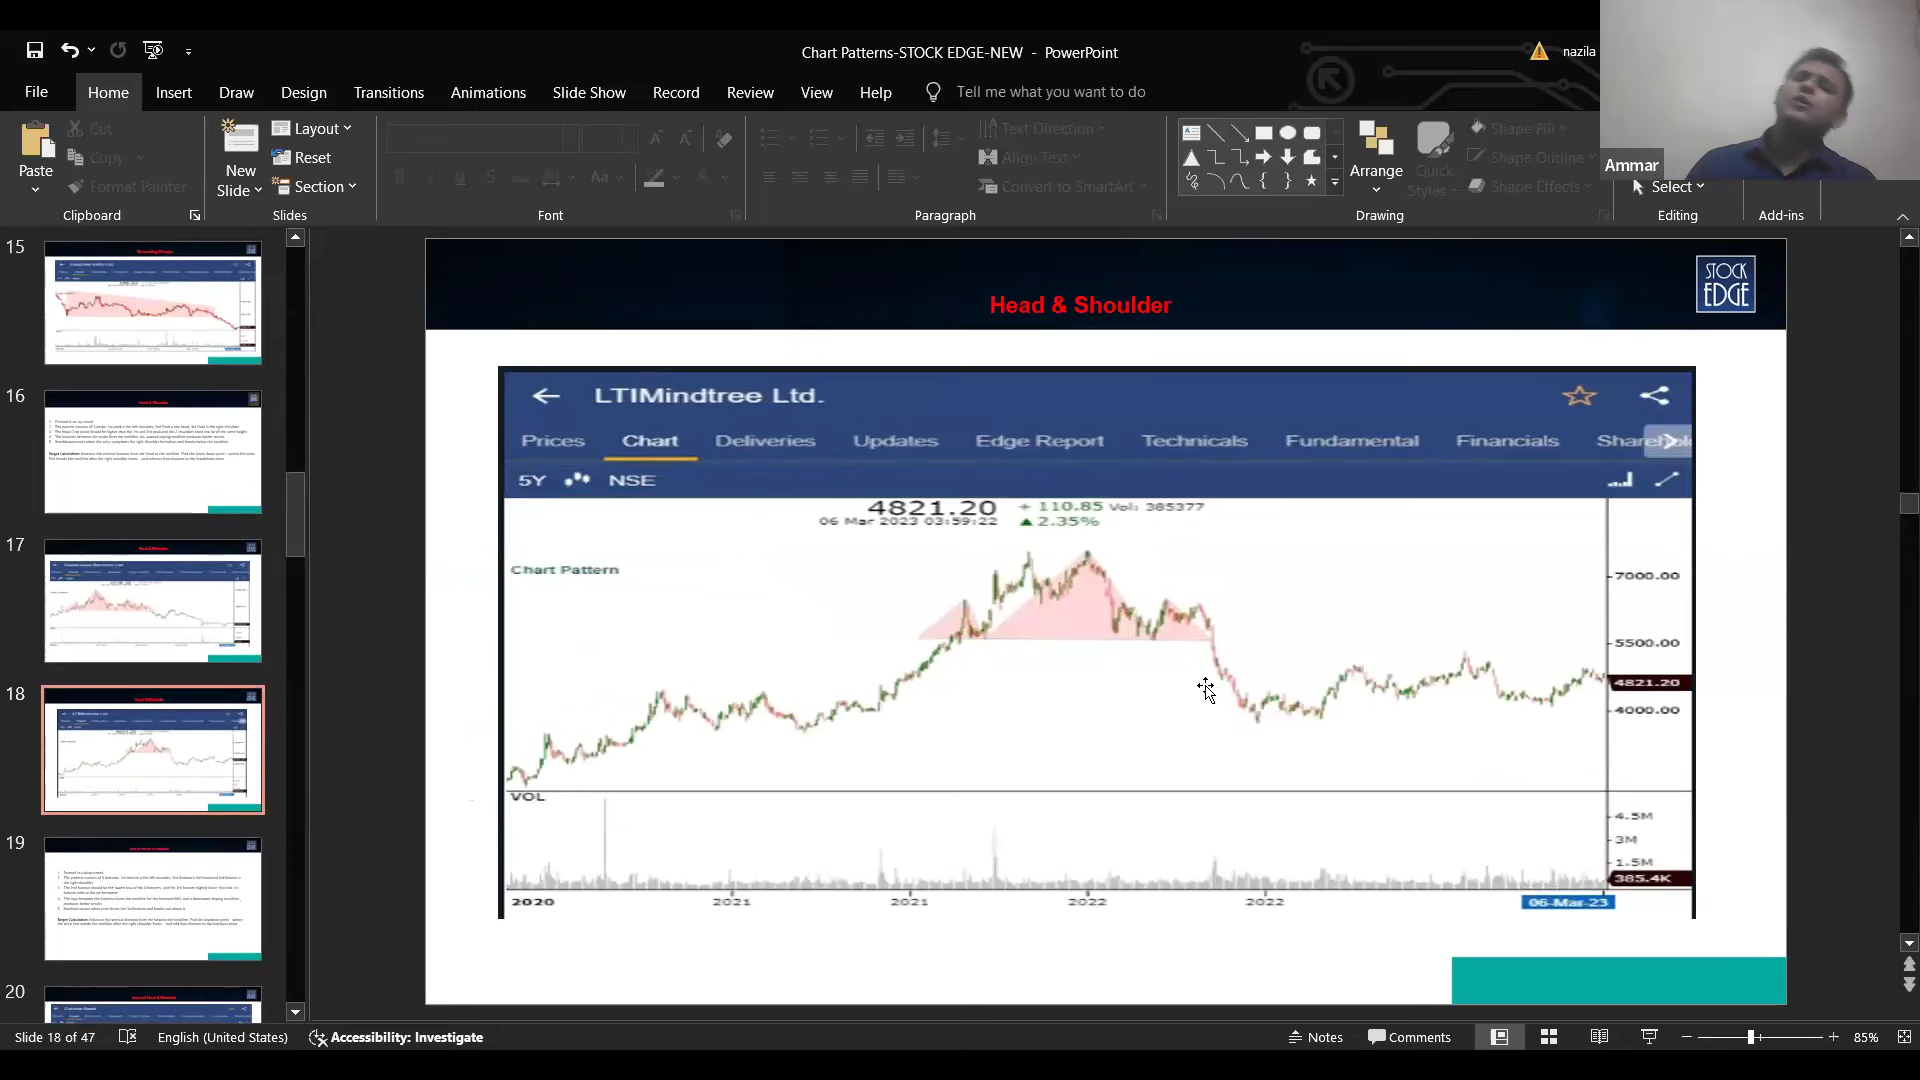 Chart Patterns-STOCK EDGE-NEW - PowerPoint
nazila
File Home Insert Draw Design Transitions Animations Slide Show Record Review View Help Tell me what you want to do
Paste
Cut
Copy
Format Painter
Clipboard
New Slide
Layout
Reset
Section
Slides
Font
Text Direction
Align Text
Convert to SmartArt
Paragraph
Arrange
Quick Styles
Shape Fill
Shape Outline
Shape Effects
Drawing
Select
Editing
Add-ins
Ammar
15
16
17
18
19
20
STOCK EDGE
Head & Shoulder
LTIMindtree Ltd.
Prices Chart Deliveries Updates Edge Report Technicals Fundamental Financials
5Y NSE
4821.20 + 110.85 Vol: 385377
06 Mar 2023 03:59:22 ▲ 2.35%
Chart Pattern
7000.00
5500.00
4821.20
4000.00
VOL
4.5M
3M
1.5M
385.4K
2020 2021 2021 2022 2022 06-Mar-23
Slide 18 of 47 English (United States) Accessibility: Investigate Notes Comments 85%